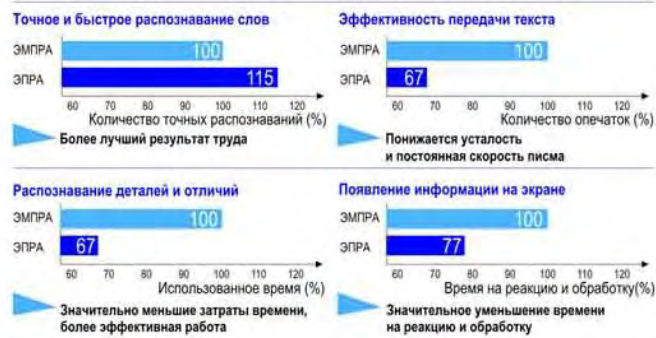 Точное и быстрое распознавание слов
ЭМПРА 100
ЭПРА 115
60 70 80 90 100 110 120
Количество точных распознаваний (%)
Более лучший результат труда
Эффективность передачи текста
ЭМПРА 100
ЭПРА 67
60 70 80 90 100 110 120
Количество опечаток (%)
Понижается усталость
и постоянная скорость писма
Распознавание деталей и отличий
ЭМПРА 100
ЭПРА 67
60 70 80 90 100 110 120
Использованное время (%)
Значительно меньшие затраты времени,
более эффективная работа
Появление информации на экране
ЭМПРА 100
ЭПРА 77
60 70 80 90 100 110 120
Время на реакцию и обработку(%)
Значительное уменьшение времени
на реакцию и обработку